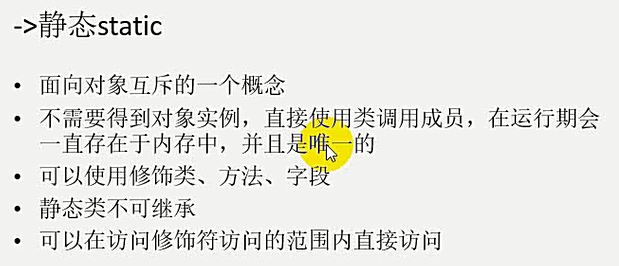 ->静态static
• 面向对象互斥的一个概念
• 不需要得到对象实例，直接使用类调用成员，在运行期会
一直存在于内存中，并且是唯一的
• 可以使用修饰类、方法、字段
• 静态类不可继承
• 可以在访问修饰符访问的范围内直接访问